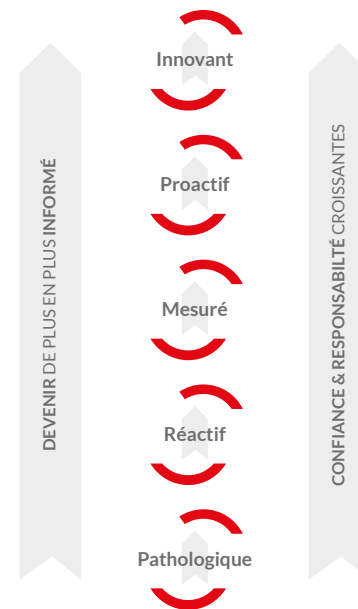 Innovant
Proactif
Mesuré
Réactif
Pathologique
DEVENIR DE PLUS EN PLUS INFORMÉ
CONFIANCE & RESPONSABILTÉ CROISSANTES